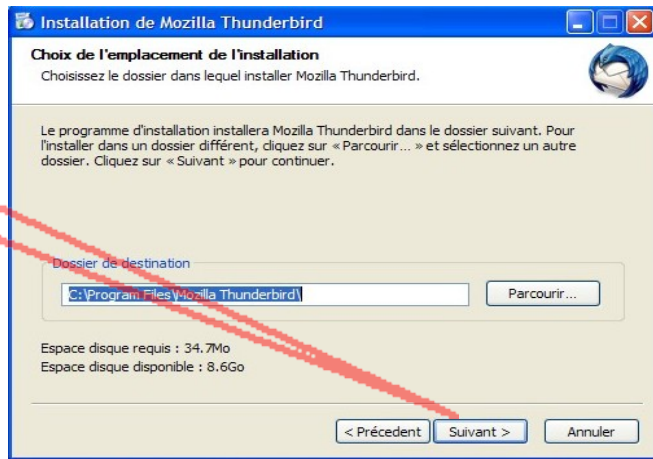 Installation de Mozilla Thunderbird
Choix de l'emplacement de l'installation
Choisissez le dossier dans lequel installer Mozilla Thunderbird.
Le programme d'installation installera Mozilla Thunderbird dans le dossier suivant. Pour
l'installer dans un dossier différent, cliquez sur « Parcourir... » et sélectionnez un autre
dossier. Cliquez sur « Suivant » pour continuer.
Dossier de destination
C:\Program Files\Mozilla Thunderbird\
Parcourir...
Espace disque requis : 34.7Mo
Espace disque disponible : 8.6Go
< Précedent Suivant > Annuler